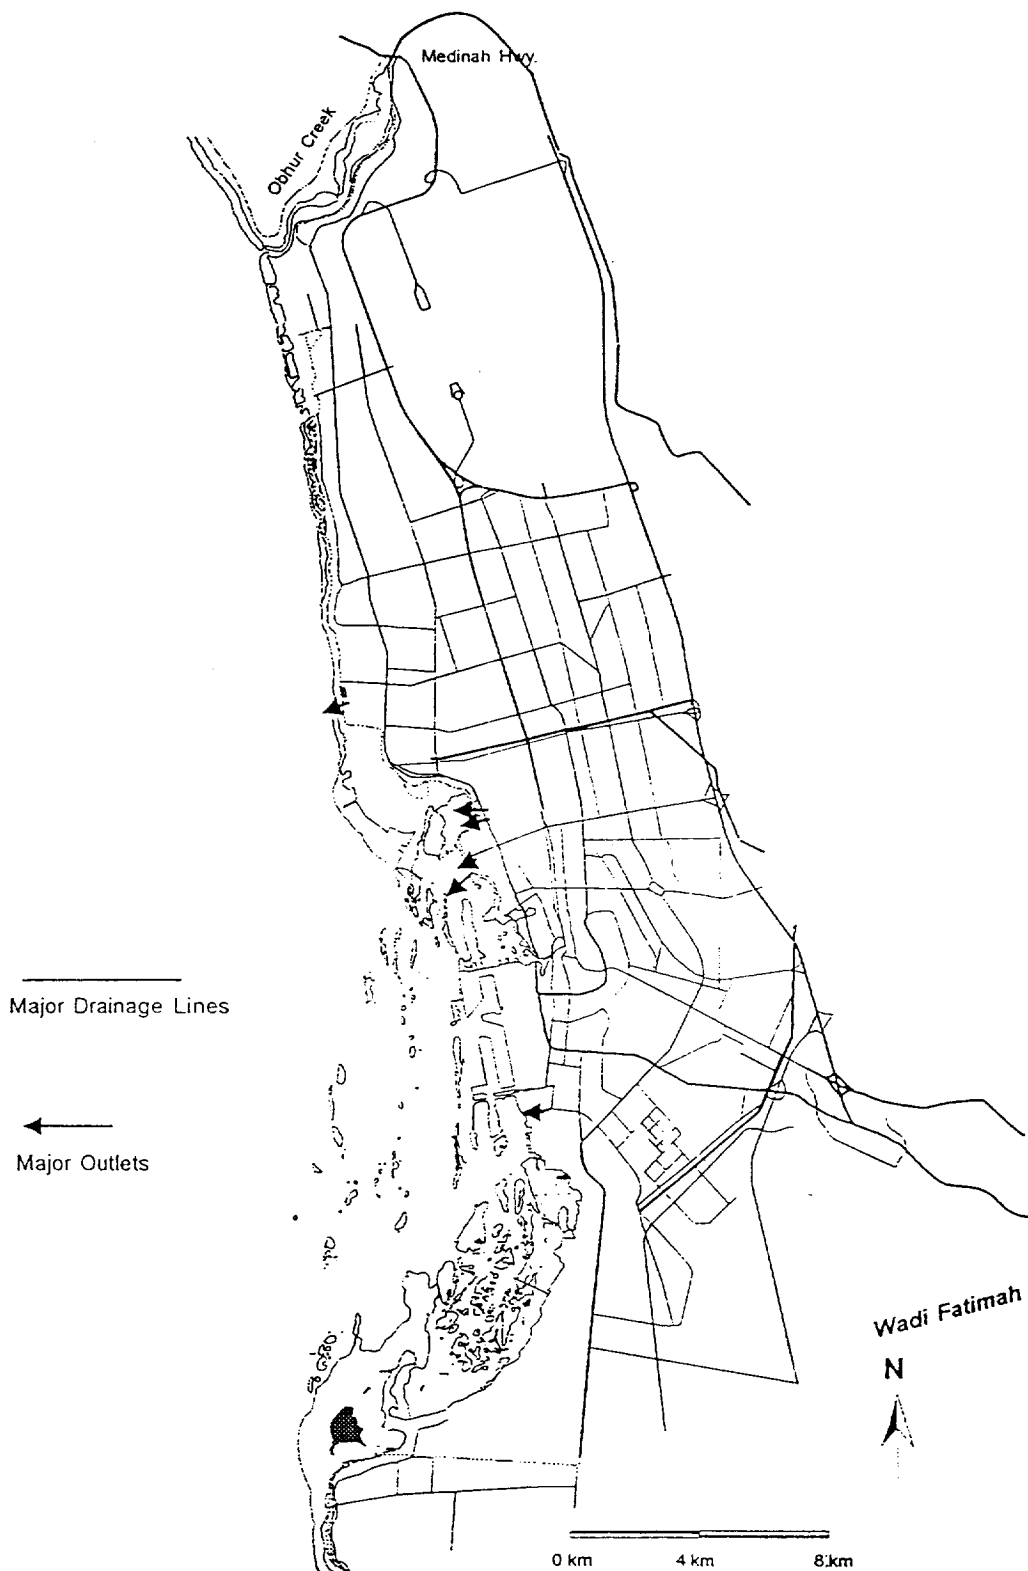 Medinah Hwy.
Obhur Creek
Major Drainage Lines
Major Outlets
Wadi Fatimah
N
0 km 4 km 8 km